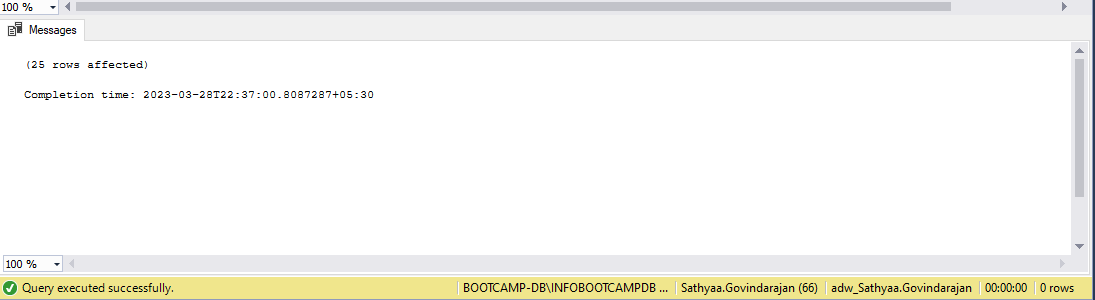 100 %
Messages
(25 rows affected)
Completion time: 2023-03-28T22:37:00.8087287+05:30
100 %
Query executed successfully. BOOTCAMP-DB\INFOBOOTCAMPDB ... Sathyaa.Govindarajan (66) adw_Sathyaa.Govindarajan 00:00:00 0 rows